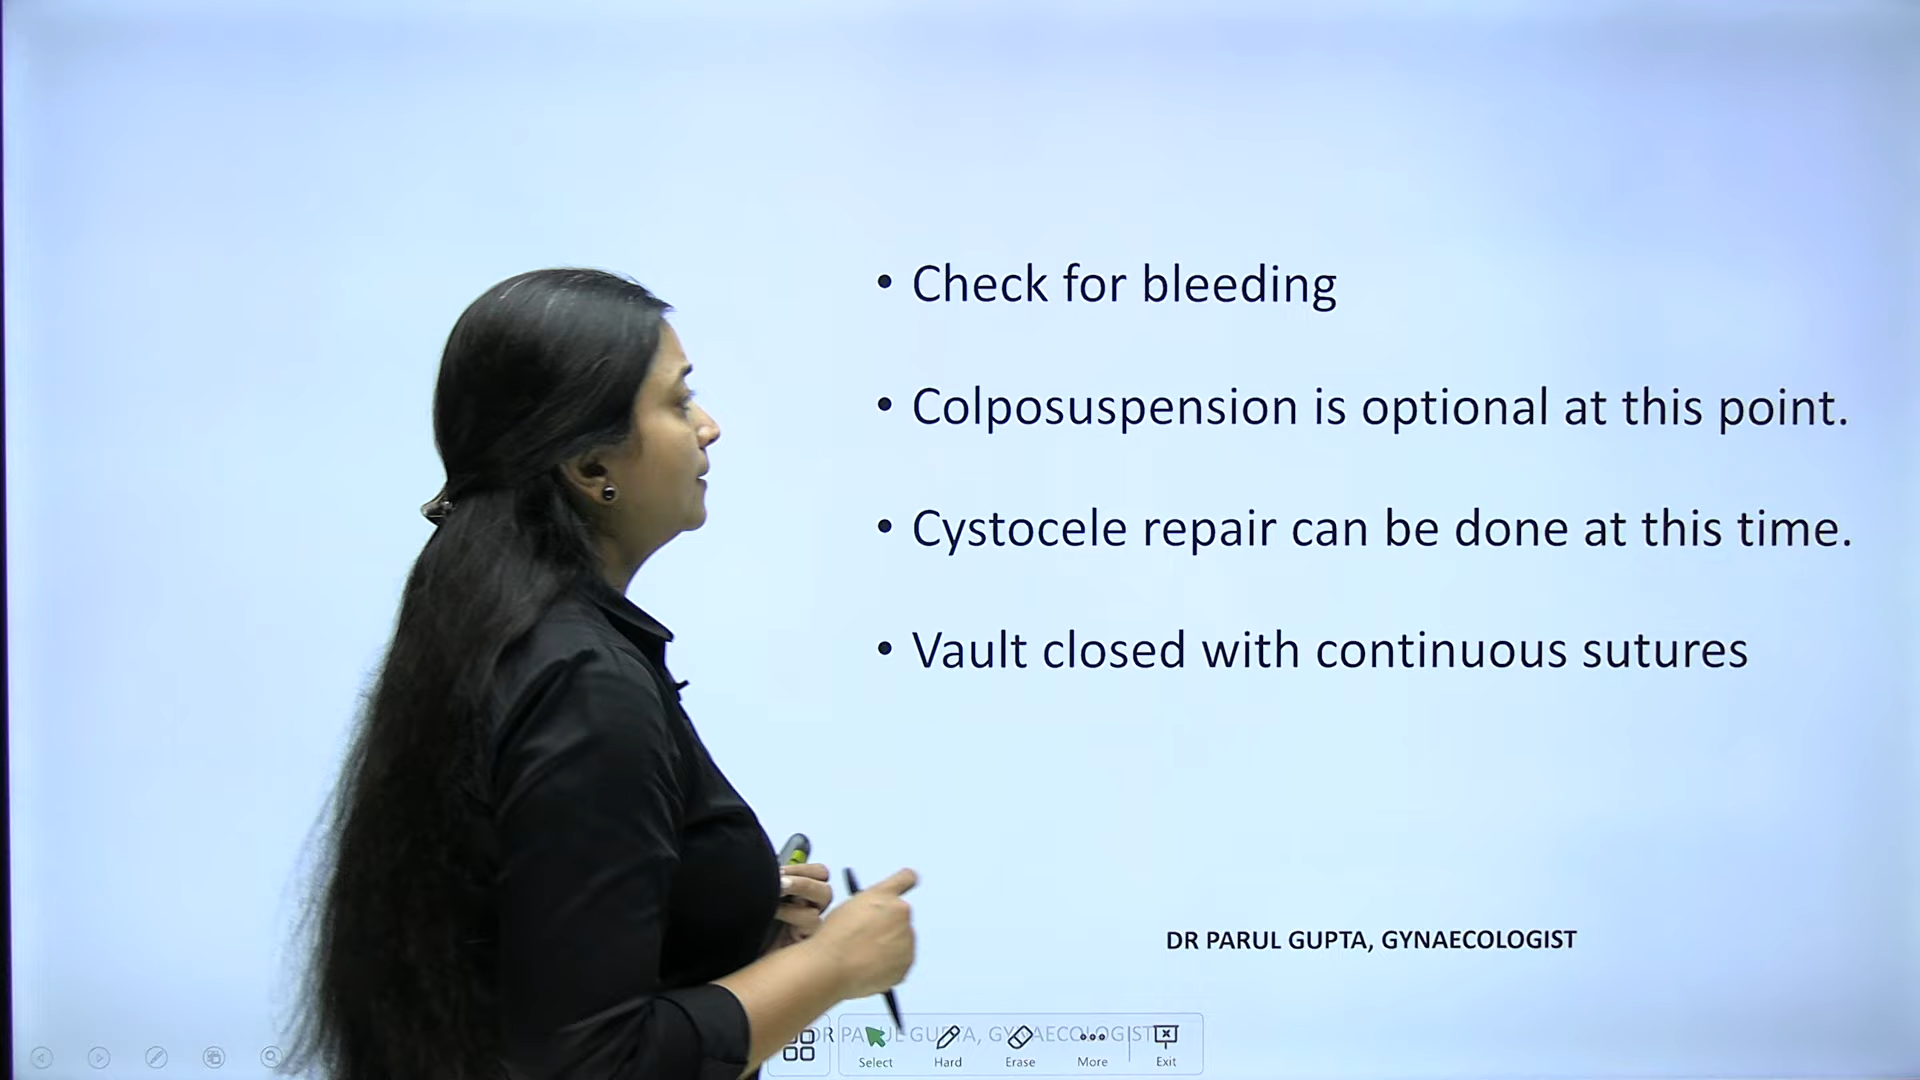 • Check for bleeding
• Colposuspension is optional at this point.
• Cystocele repair can be done at this time.
• Vault closed with continuous sutures
DR PARUL GUPTA, GYNAECOLOGIST
DR PARUL GUPTA, GYNAECOLOGIST
Select Hard Erase More Exit